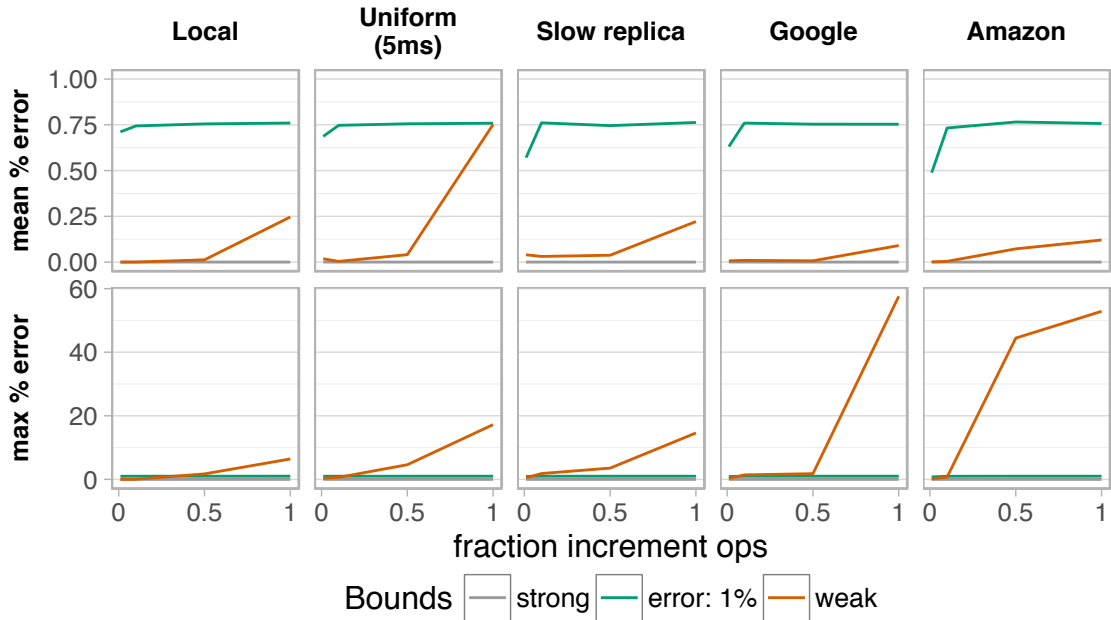 Local
Uniform
(5ms)
Slow replica
Google
Amazon
mean % error
1.00
0.75
0.50
0.25
0.00
max % error
60
40
20
0
0 0.5 1
0 0.5 1
0 0.5 1
0 0.5 1
0 0.5 1
fraction increment ops
Bounds strong error: 1% weak